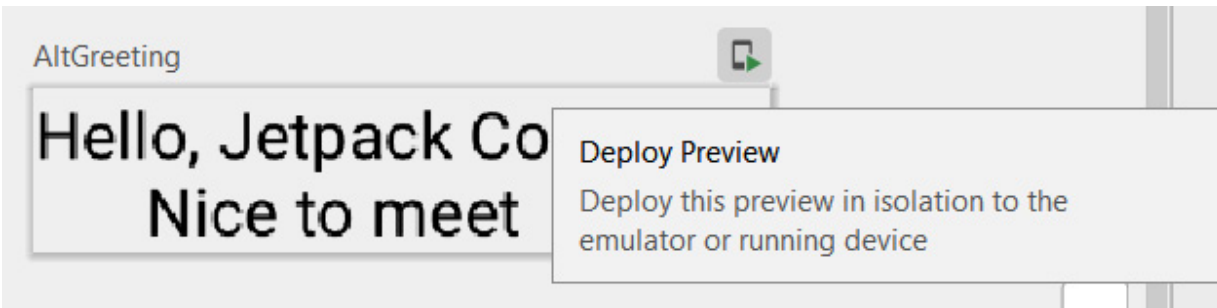 AltGreeting
Hello, Jetpack Co
Nice to meet
Deploy Preview
Deploy this preview in isolation to the
emulator or running device